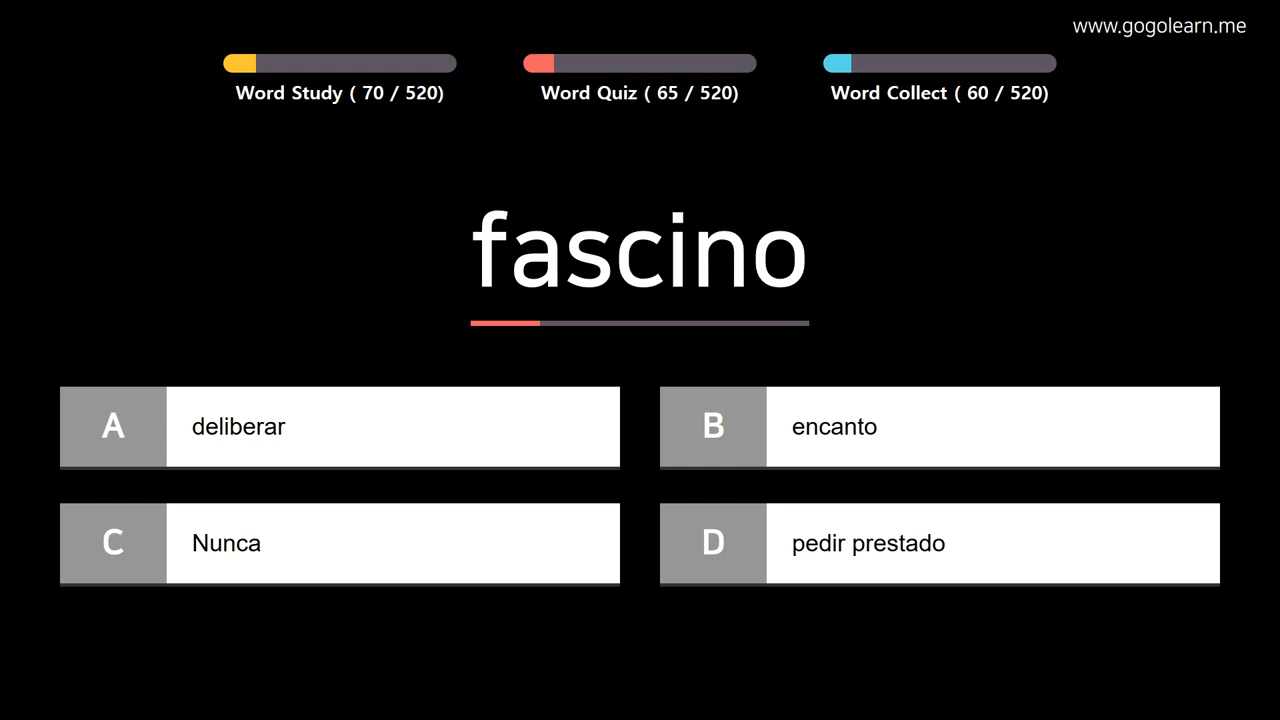 www.gogolearn.me
Word Study ( 70 / 520)
Word Quiz ( 65 / 520)
Word Collect ( 60 / 520)
fascino
A deliberar
B encanto
C Nunca
D pedir prestado